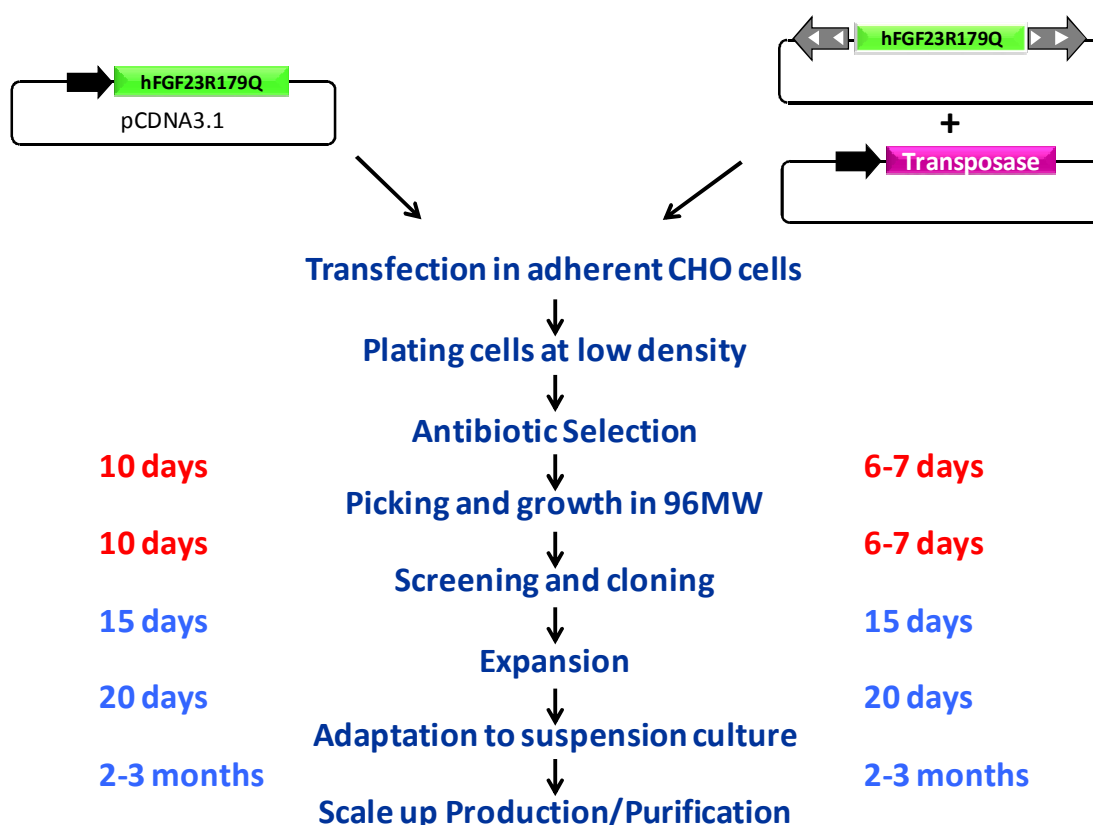 hFGF23R179Q
pCDNA3.1
hFGF23R179Q
+
Transposase
Transfection in adherent CHO cells
Plating cells at low density
Antibiotic Selection
10 days
6-7 days
Picking and growth in 96MW
10 days
6-7 days
Screening and cloning
15 days
15 days
Expansion
20 days
20 days
Adaptation to suspension culture
2-3 months
2-3 months
Scale up Production/Purification